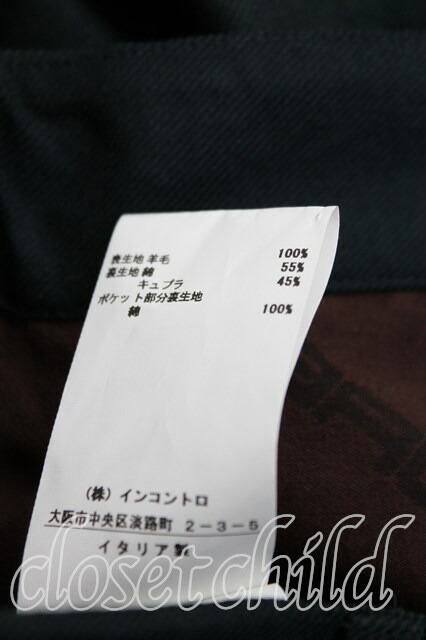 表生地 羊毛 100%
裏生地 綿 55%
キュプラ 45%
ポケット部分裏生地
綿 100%
（株）インコントロ
大阪市中央区淡路町 2－3－5
イタリア製
closet child